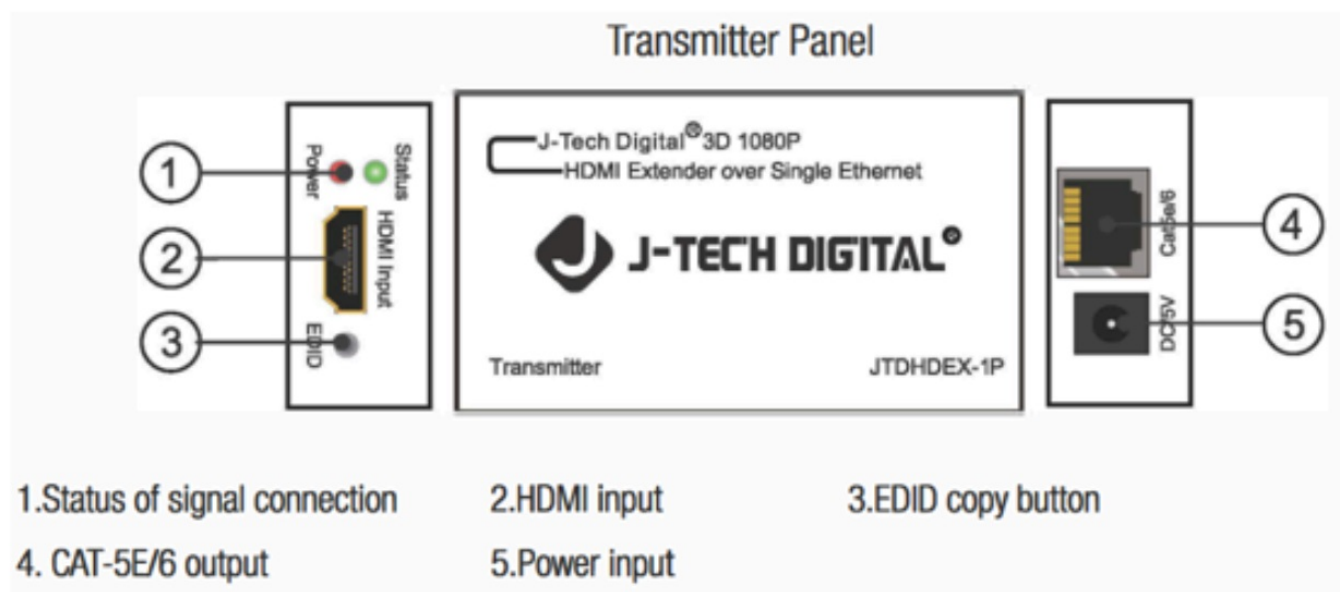 Transmitter Panel
1
2
3
Power
Status
HDMI Input
EDID
J-Tech Digital® 3D 1080P
HDMI Extender over Single Ethernet
J-TECH DIGITAL®
Transmitter
JTDHDEX-1P
Cat5e/6
DC/5V
4
5
1.Status of signal connection 2.HDMI input 3.EDID copy button
4. CAT-5E/6 output 5.Power input